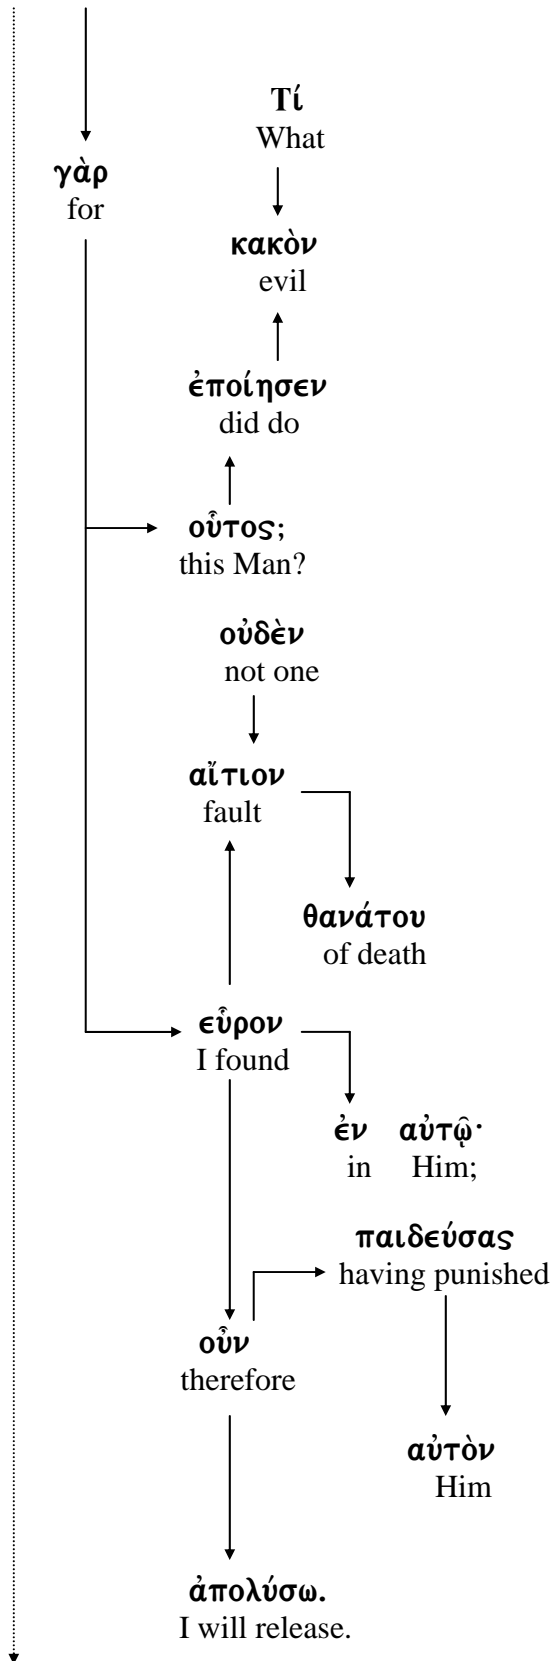 Τί
What
γὰρ
for
κακὸν
evil
ἐποίησεν
did do
οὗτος;
this Man?
οὐδὲν
not one
αἴτιον
fault
θανάτου
of death
εὗρον
I found
ἐν αὐτῷ·
in Him;
παιδεύσας
having punished
οὖν
therefore
αὐτὸν
Him
ἀπολύσω.
I will release.